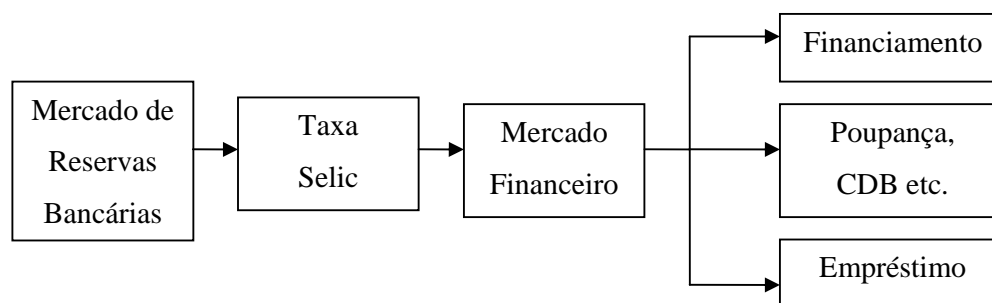 Mercado de
Reservas
Bancárias
Taxa
Selic
Mercado
Financeiro
Financiamento
Poupança,
CDB etc.
Empréstimo